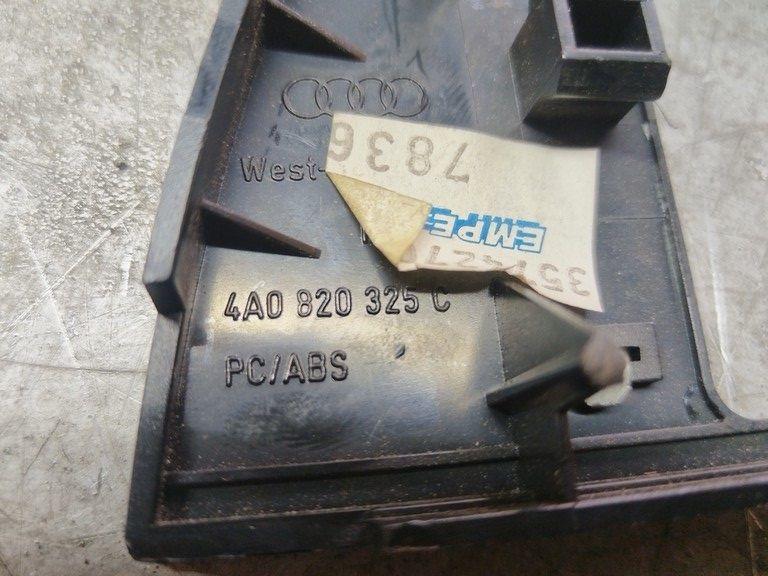 West-
7836
EMPE
4A0 820 325 C
PC/ABS